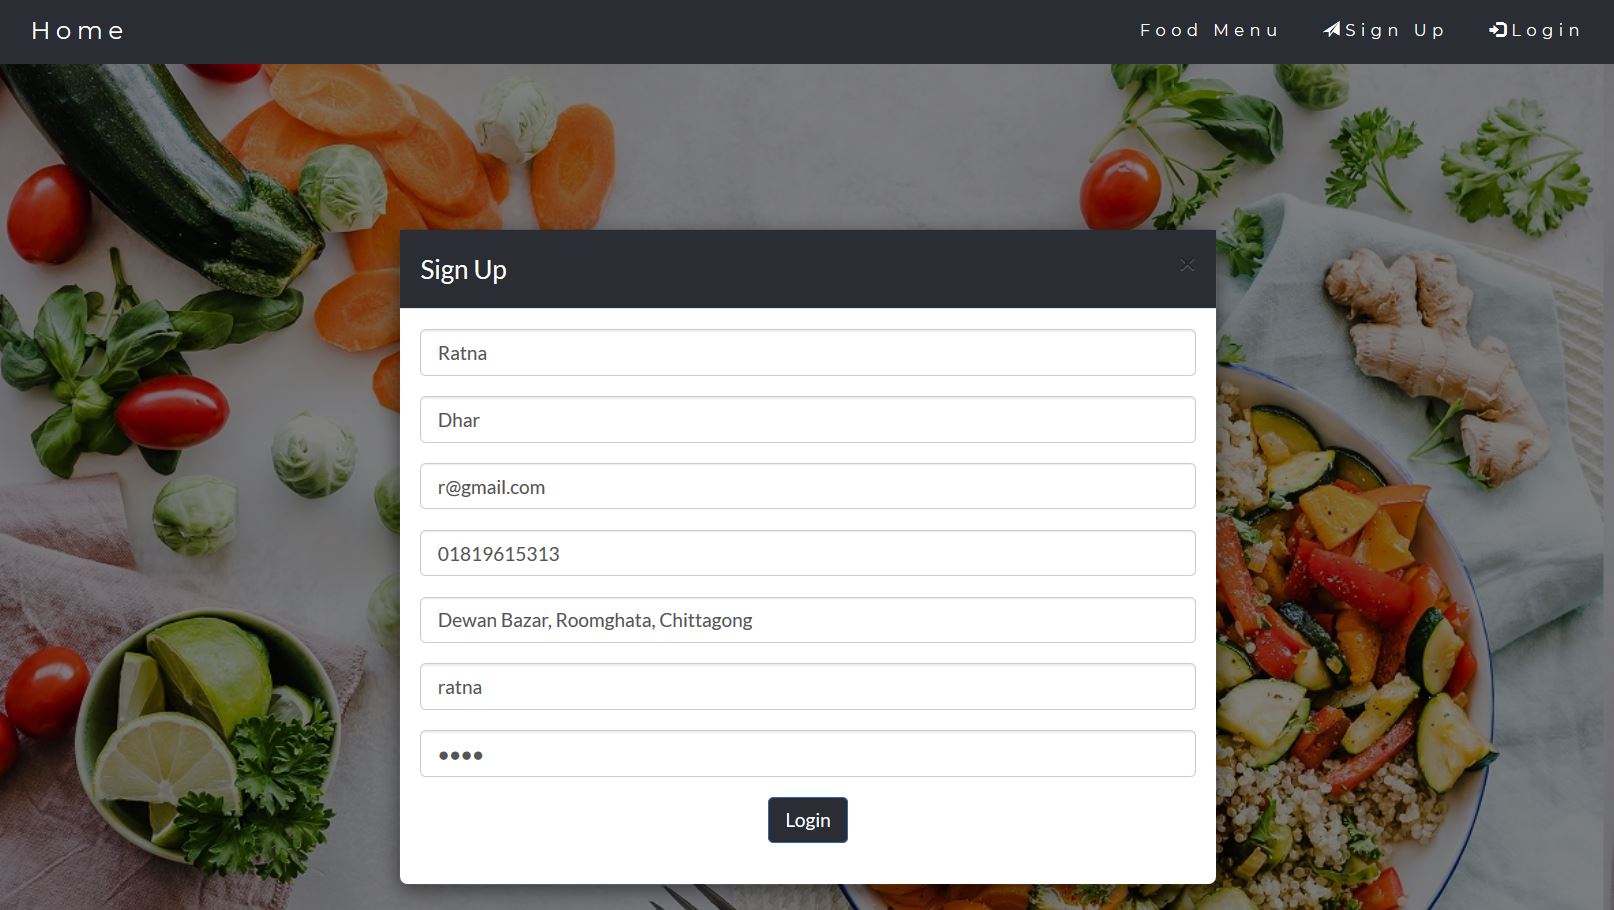 Home
Food Menu
Sign Up
Login
Sign Up
×
Ratna
Dhar
r@gmail.com
01819615313
Dewan Bazar, Roomghata, Chittagong
ratna
••••
Login